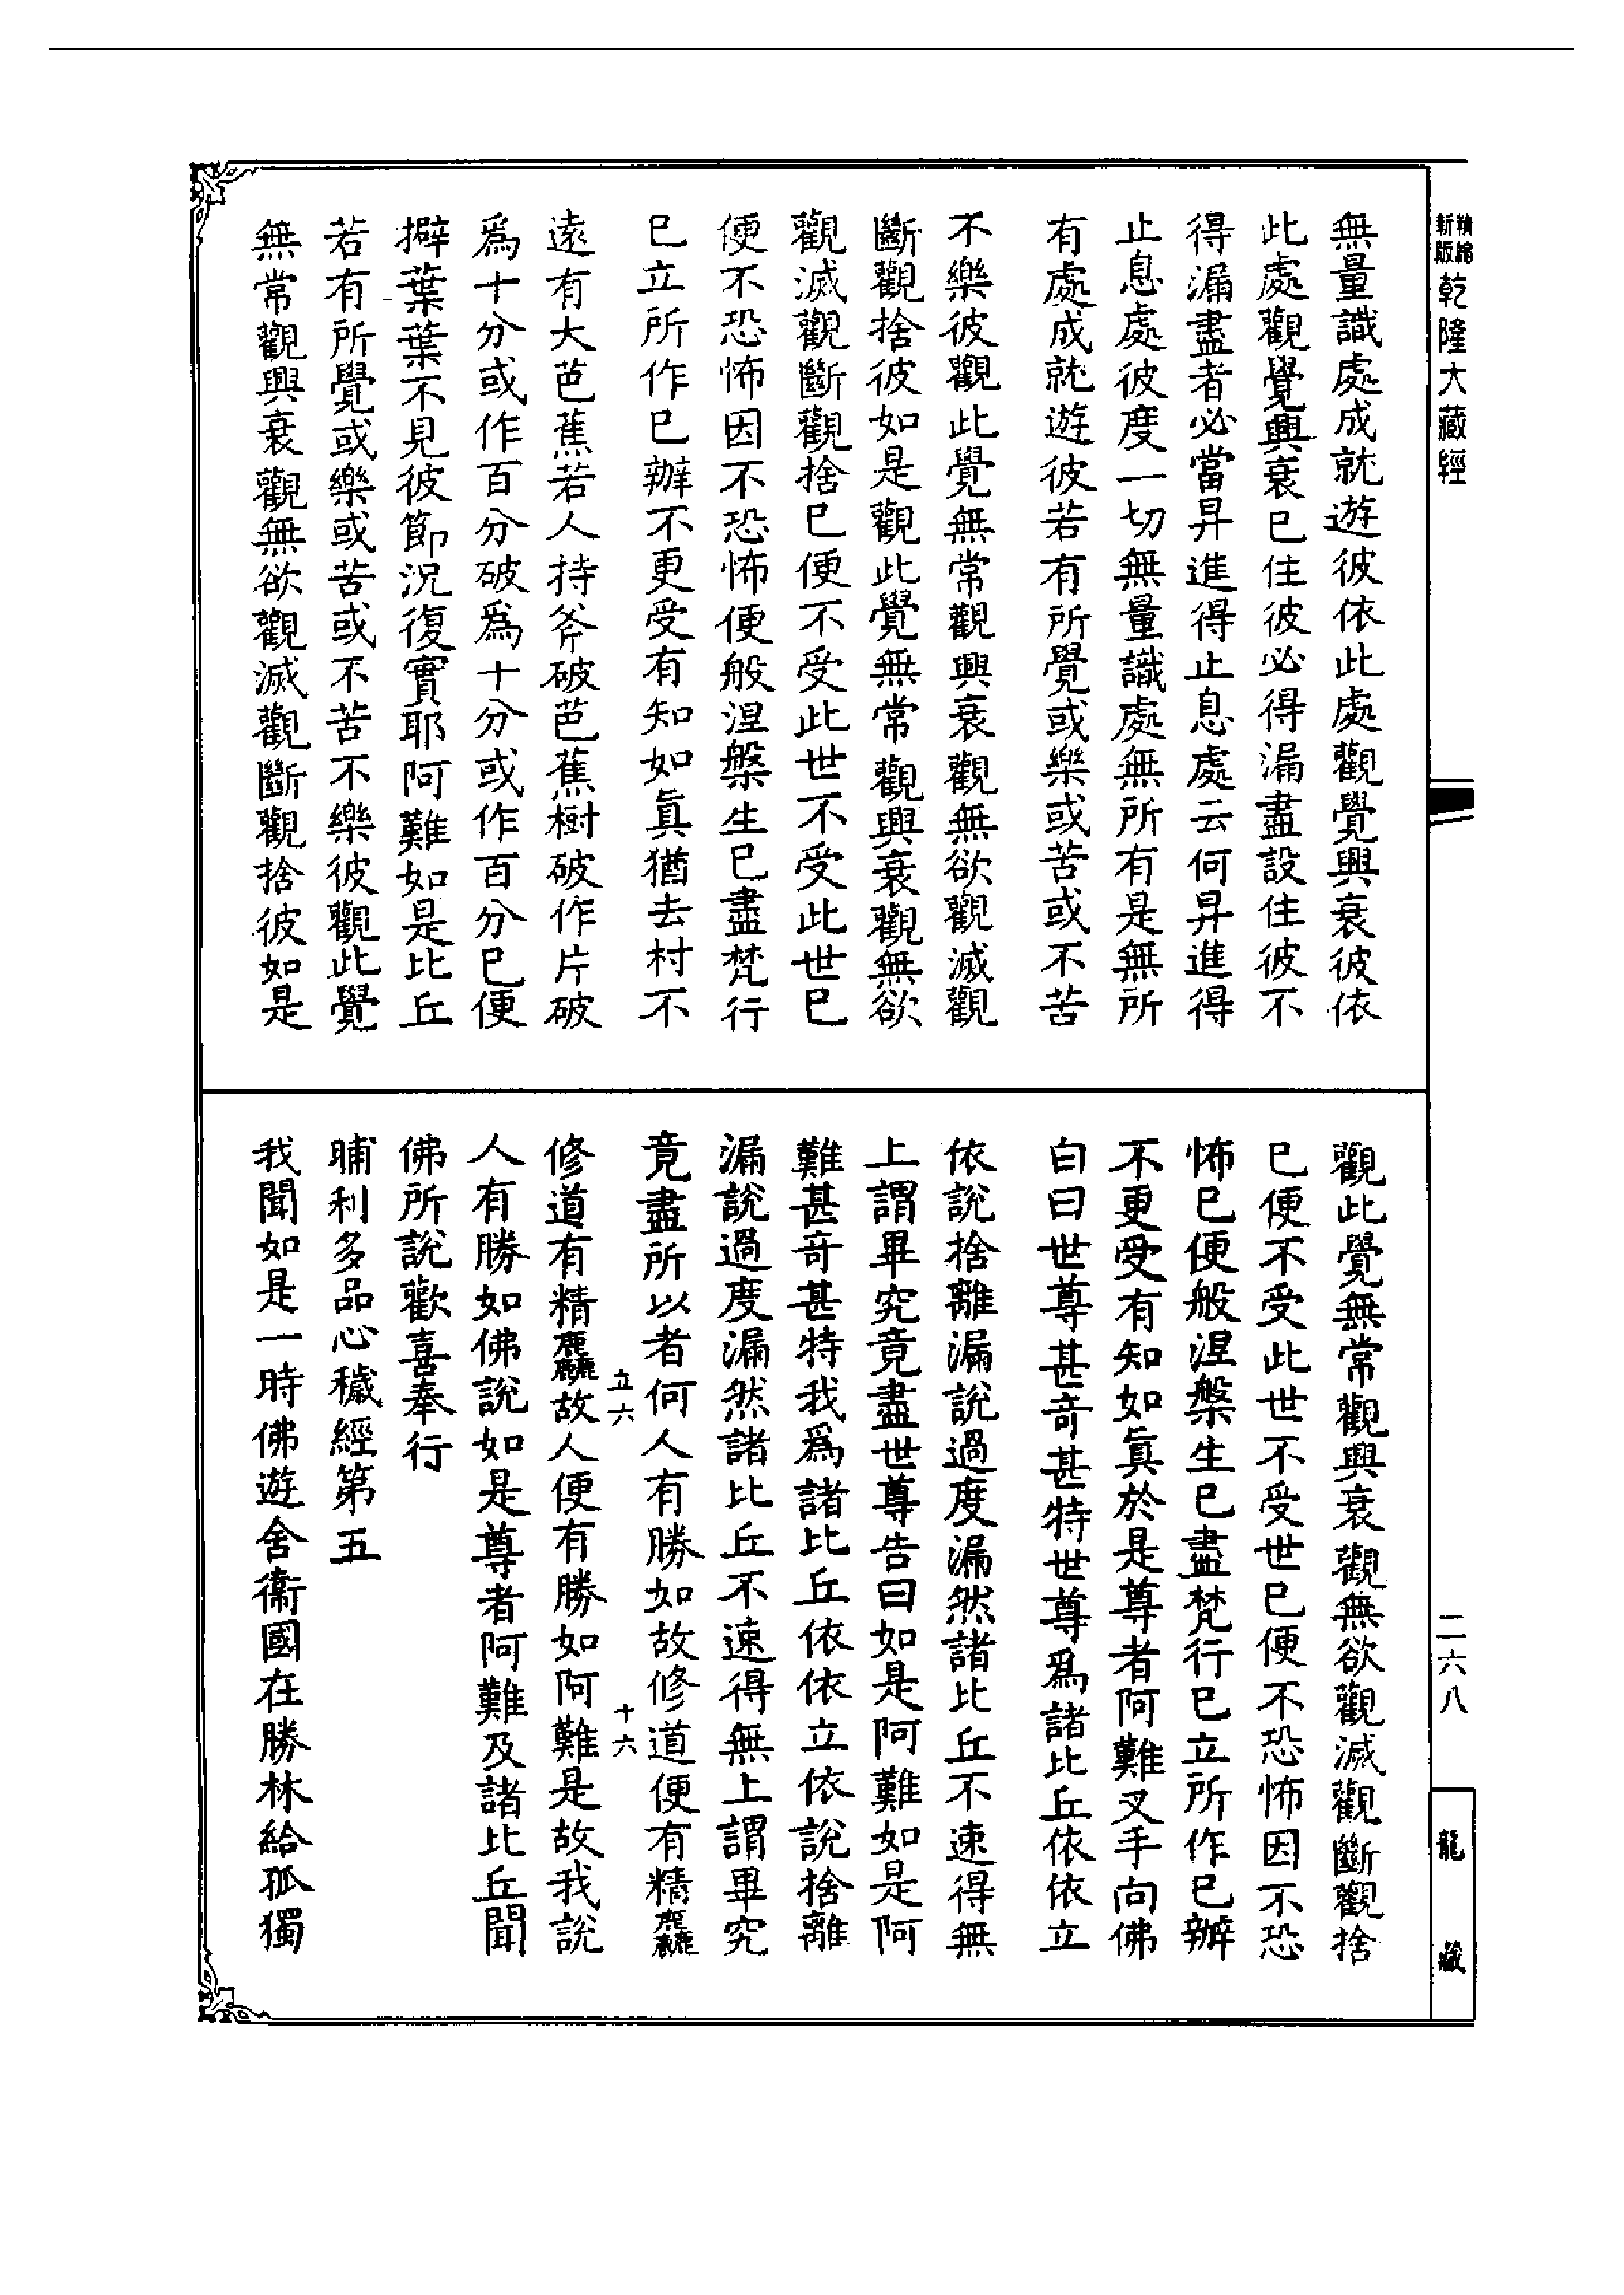 精縮新版乾隆大藏經
無量識處成就遊彼依此處觀覺興衰彼依
此處觀覺興衰已住彼必得漏盡設住彼不
得漏盡者必當昇進得止息處云何昇進得
止息處彼度一切無量識處無所有是無所
有處成就遊彼若有所覺或樂或苦或不苦
不樂彼觀此覺無常觀興衰觀無欲觀滅觀
斷觀捨彼如是觀此覺無常觀興衰觀無欲
觀滅觀斷觀捨已便不受此世不受此世已
便不恐怖因不恐怖便般涅槃生已盡梵行
已立所作已辦不更受有知如眞猶去村不
遠有大芭蕉若人持斧破芭蕉樹破作片破
爲十分或作百分破爲十分或作百分已便
擗葉葉不見彼節況復實耶阿難如是比丘
若有所覺或樂或苦或不苦不樂彼觀此覺
無常觀興衰觀無欲觀滅觀斷觀捨彼如是
觀此覺無常觀興衰觀無欲觀滅觀斷觀捨
已便不受此世不受世已便不恐怖因不恐
怖已便般涅槃生已盡梵行已立所作已辦
不更受有知如眞於是尊者阿難叉手向佛
白曰世尊甚奇甚特世尊爲諸比丘依依立
依說捨離漏說過度漏然諸比丘不速得無
上謂畢究竟盡世尊告曰如是阿難如是阿
難甚奇甚特我爲諸比丘依依立依說捨離
漏說過度漏然諸比丘不速得無上謂畢究
竟盡所以者何人有勝如故修道便有精麤
立六 十六
修道有精麤故人便有勝如阿難是故我說
人有勝如佛說如是尊者阿難及諸比丘聞
佛所說歡喜奉行
晡利多品心穢經第五
我聞如是一時佛遊舍衞國在勝林給孤獨
二六八
龍藏